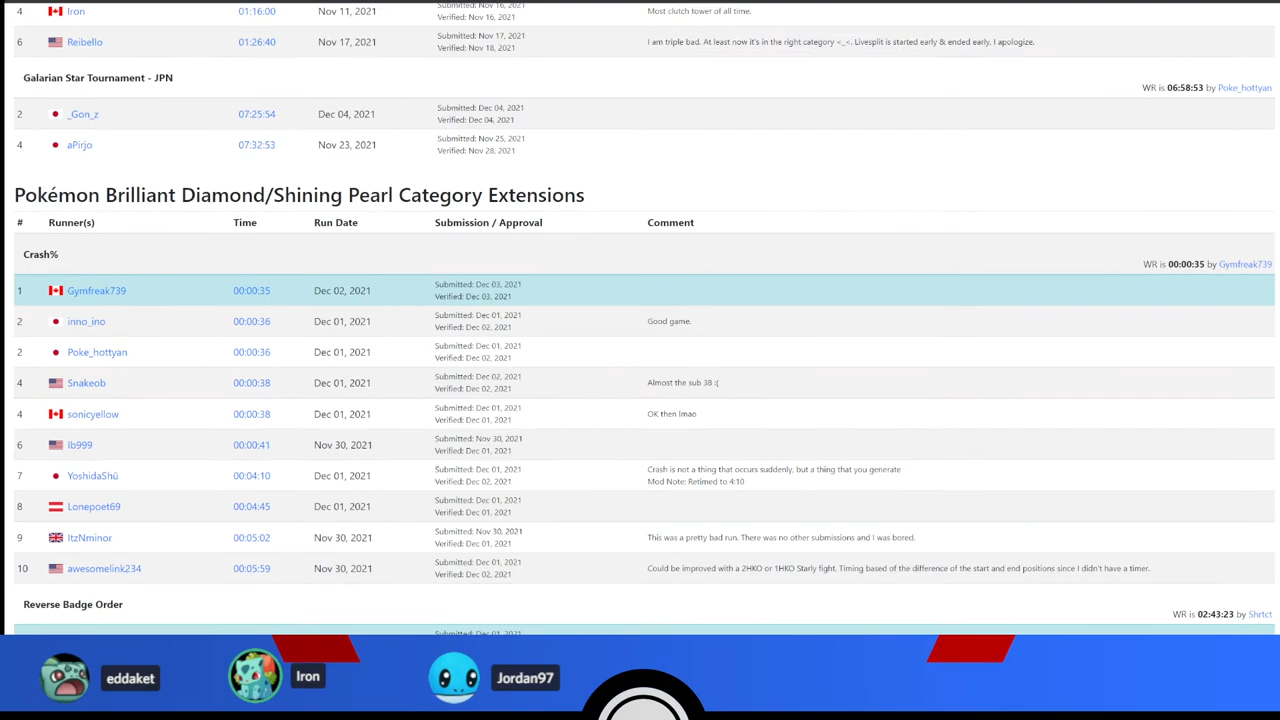 Submitted: Nov 16, 2021
4 Iron 01:16:00 Nov 11, 2021 Verified: Nov 16, 2021 Most clutch tower of all time.
6 Reibello 01:26:40 Nov 17, 2021 Submitted: Nov 17, 2021 I am triple bad. At least now it's in the right category <_<. Livesplit is started early & ended early, I apologize.
Verified: Nov 18, 2021
Galarian Star Tournament - JPN
WR is 06:58:53 by Poke_hottyan
2 _Gon_z 07:25:54 Dec 04, 2021 Submitted: Dec 04, 2021
Verified: Dec 04, 2021
4 aPirjo 07:32:53 Nov 23, 2021 Submitted: Nov 25, 2021
Verified: Nov 28, 2021
Pokémon Brilliant Diamond/Shining Pearl Category Extensions
# Runner(s) Time Run Date Submission / Approval Comment
Crash%
WR is 00:00:35 by Gymfreak739
1 Gymfreak739 00:00:35 Dec 02, 2021 Submitted: Dec 03, 2021
Verified: Dec 03, 2021
2 inno_ino 00:00:36 Dec 01, 2021 Submitted: Dec 01, 2021 Good game.
Verified: Dec 02, 2021
2 Poke_hottyan 00:00:36 Dec 01, 2021 Submitted: Dec 01, 2021
Verified: Dec 02, 2021
4 Snakeob 00:00:38 Dec 01, 2021 Submitted: Dec 02, 2021 Almost the sub 38 :(
Verified: Dec 02, 2021
4 sonicyellow 00:00:38 Dec 01, 2021 Submitted: Dec 01, 2021 OK then lmao
Verified: Dec 01, 2021
6 Ib999 00:00:41 Nov 30, 2021 Submitted: Nov 30, 2021
Verified: Dec 01, 2021
7 YoshidaShū 00:04:10 Dec 01, 2021 Submitted: Dec 01, 2021 Crash is not a thing that occurs suddenly, but a thing that you generate
Verified: Dec 02, 2021 Mod Note: Retimed to 4:10
8 Lonepoet69 00:04:45 Dec 01, 2021 Submitted: Dec 01, 2021
Verified: Dec 01, 2021
9 ItzNminor 00:05:02 Nov 30, 2021 Submitted: Nov 30, 2021 This was a pretty bad run. There was no other submissions and I was bored.
Verified: Dec 01, 2021
10 awesomelink234 00:05:59 Nov 30, 2021 Submitted: Dec 01, 2021 Could be improved with a 2HKO or 1HKO Starly fight. Timing based of the difference of the start and end positions since I didn't have a timer.
Verified: Dec 02, 2021
Reverse Badge Order
WR is 02:43:23 by Shrtct
Submitted: Dec 01, 2021
eddaket Iron Jordan97